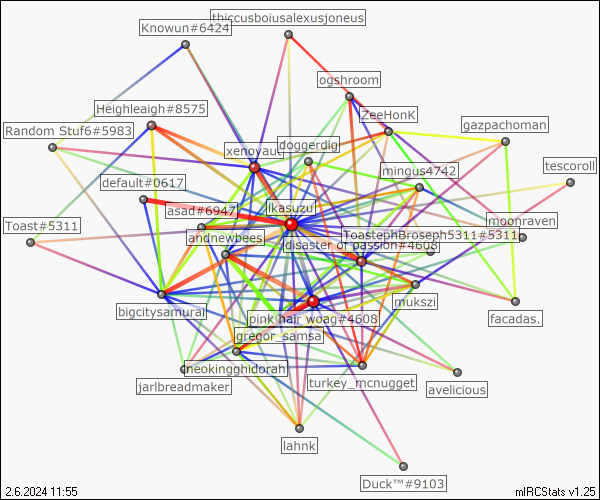 thiccusboiusalexusjoneus
Knowun#6424
ogshroom
Heighleaigh#8575
ZeeHonK
gazpachoman
Random Stuf6#5983
doggerdig
xenoyaul
mingus4742
tescoroll
default#0617
likasuzu
asad#6947
moonraven
Toast#5311
ToastephBroseph5311#5311
andnewbees
disaster of passion#4608
mukszi
bigcitysamurai
pink hair woag#4608
facadas.
gregor_samsa
neokingghidorah
jarlbreadmaker
turkey_mcnugget
avelicious
lahnk
Duck™#9103
2.6.2024 11:55
mIRCStats v1.25